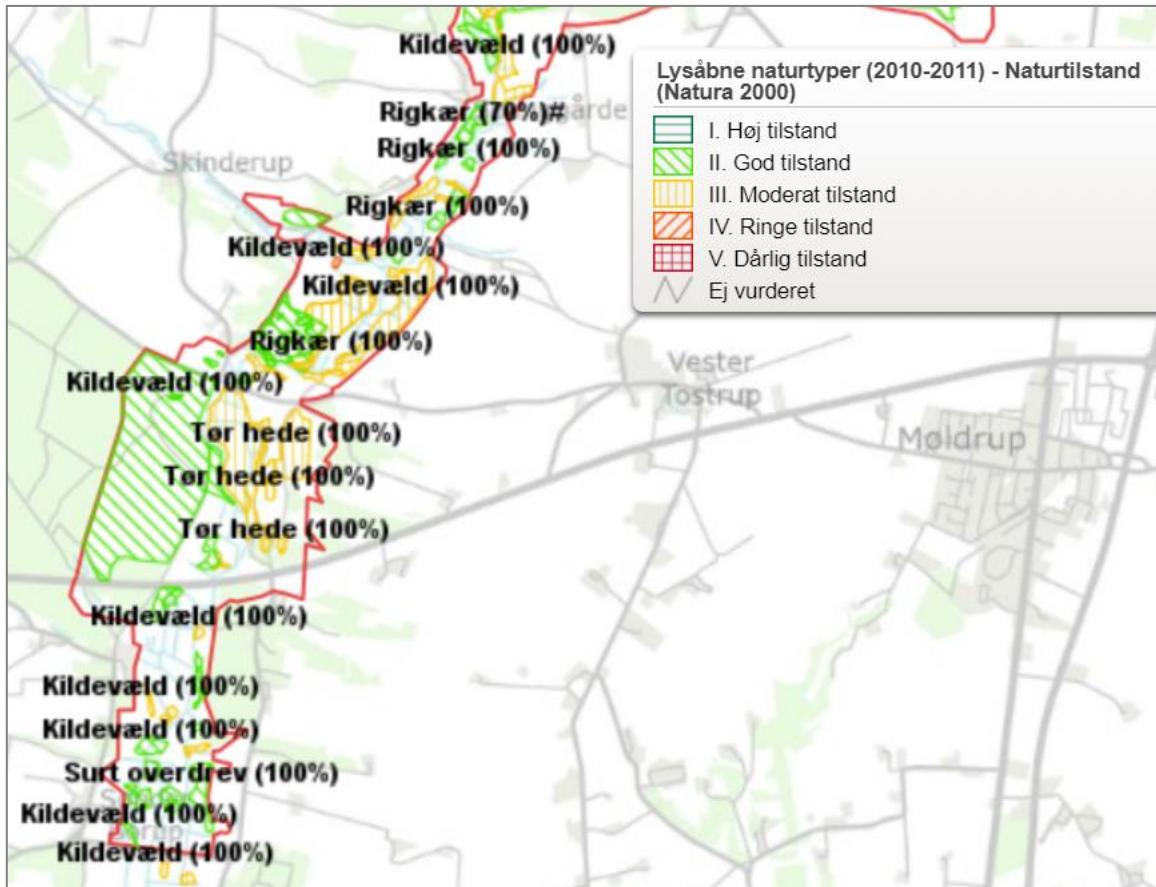 Kildevæld (100%)
Lysåbne naturtyper (2010-2011) - Naturtilstand
(Natura 2000)
I. Høj tilstand
II. God tilstand
III. Moderat tilstand
IV. Ringe tilstand
V. Dårlig tilstand
Ej vurderet
Rigkær (70%)#
gårde
Rigkær (100%)
Skinderup
Rigkær (100%)
Kildevæld (100%)
Kildevæld (100%)
Rigkær (100%)
Vester
Tostrup
Kildevæld (100%)
Tør hede (100%)
Møldrup
Tør hede (100%)
Tør hede (100%)
Kildevæld (100%)
Kildevæld (100%)
Kildevæld (100%)
Surt overdrev (100%)
Kildevæld (100%)
Kildevæld (100%)